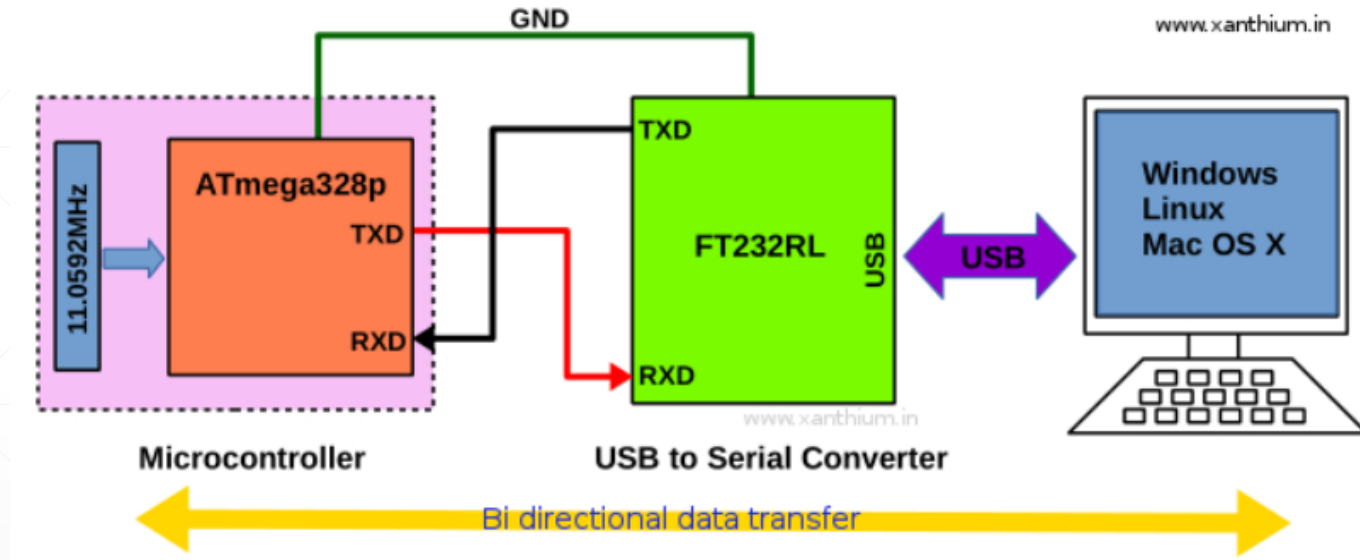 GND
www.xanthium.in
11.0592MHz
ATmega328p
TXD
RXD
TXD
FT232RL
USB
RXD
USB
Windows
Linux
Mac OS X
www.xanthium.in
Microcontroller
USB to Serial Converter
Bi directional data transfer